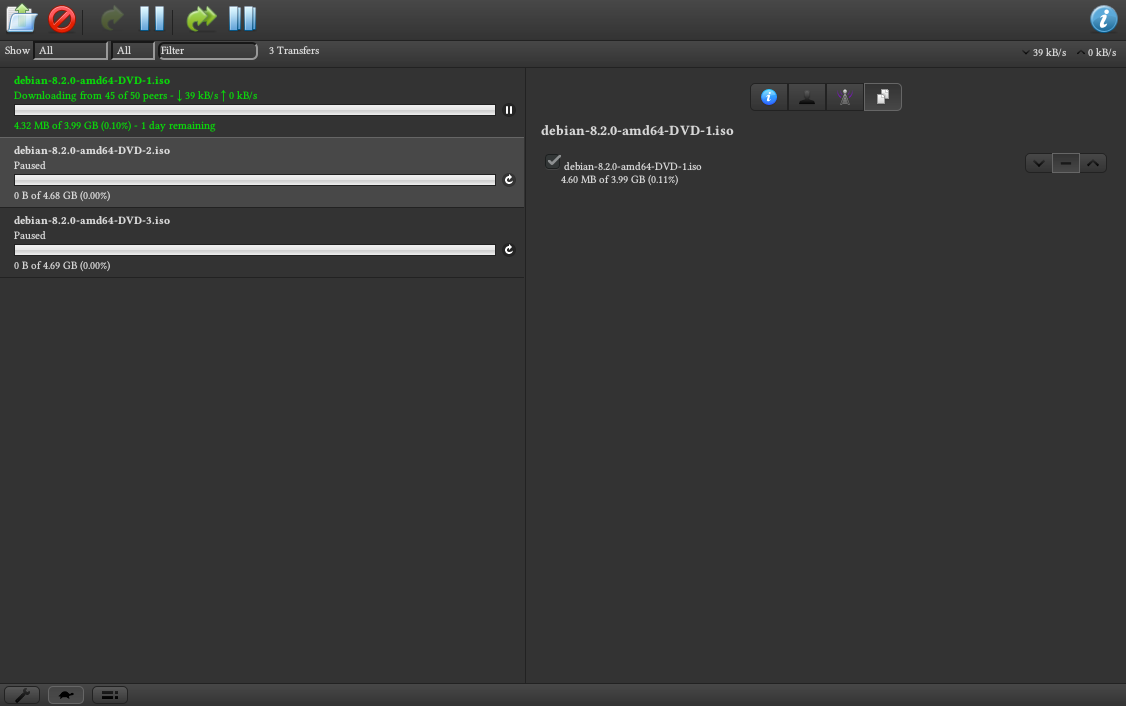 Show All All Filter 3 Transfers 39 kB/s 0 kB/s
debian-8.2.0-amd64-DVD-1.iso
Downloading from 45 of 50 peers - ↓ 39 kB/s ↑ 0 kB/s
4.32 MB of 3.99 GB (0.10%) - 1 day remaining
debian-8.2.0-amd64-DVD-2.iso
Paused
0 B of 4.68 GB (0.00%)
debian-8.2.0-amd64-DVD-3.iso
Paused
0 B of 4.69 GB (0.00%)
debian-8.2.0-amd64-DVD-1.iso
debian-8.2.0-amd64-DVD-1.iso
4.60 MB of 3.99 GB (0.11%)